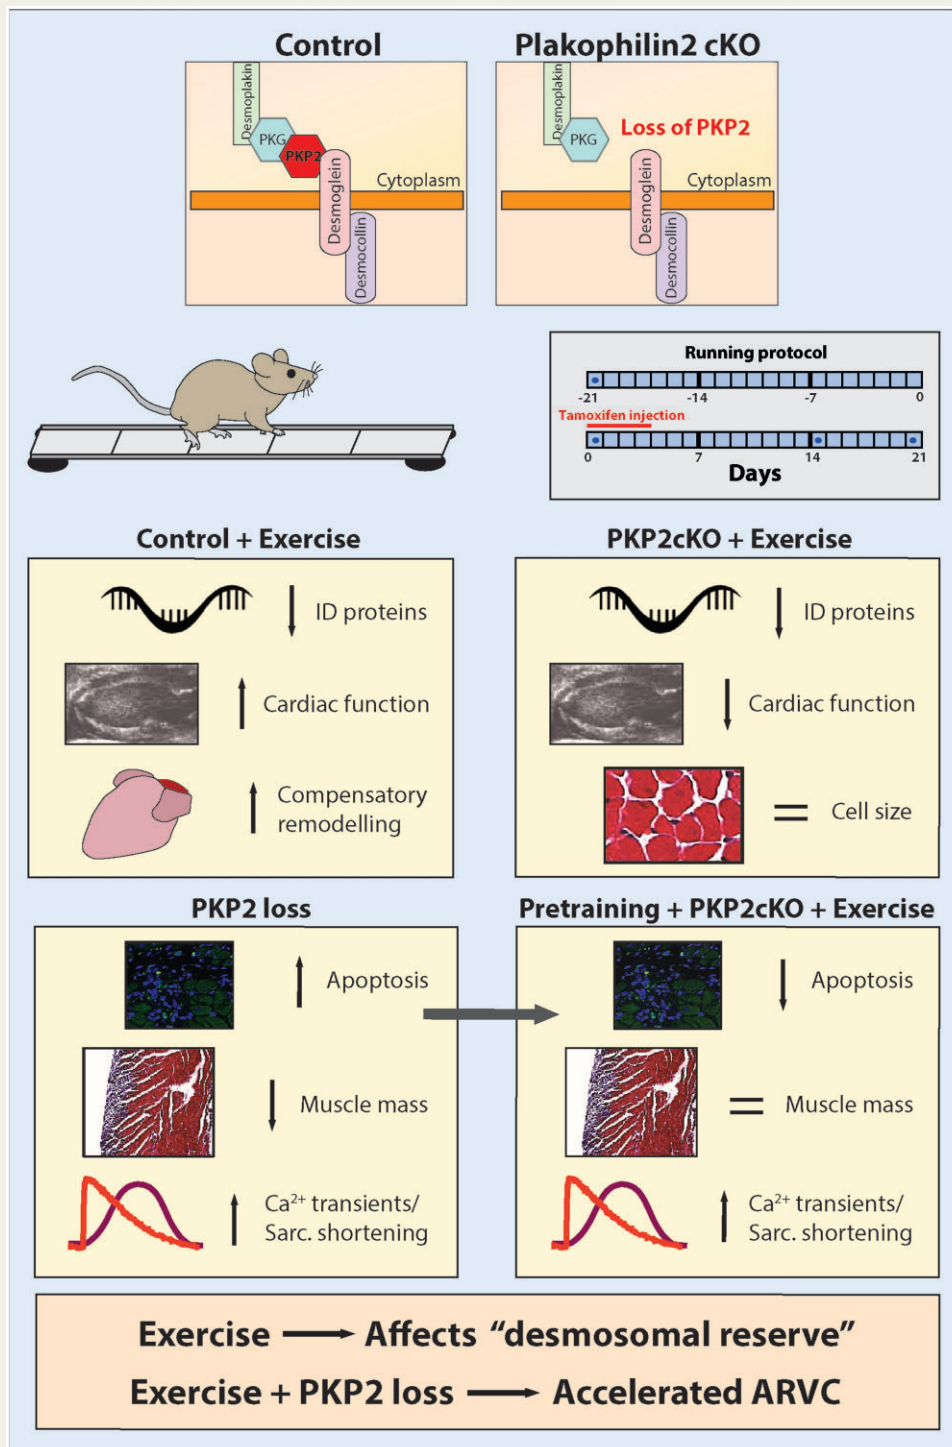 Control
Plakophilin2 cKO
Desmoplakin
PKG
PKP2
Cytoplasm
Desmoglein
Desmocollin
Desmoplakin
PKG
Loss of PKP2
Cytoplasm
Desmoglein
Desmocollin
Running protocol
-21 -14 -7 0
Tamoxifen injection
0 7 14 21
Days
Control + Exercise
ID proteins
Cardiac function
Compensatory
remodelling
PKP2cKO + Exercise
ID proteins
Cardiac function
= Cell size
PKP2 loss
Apoptosis
Muscle mass
Ca²⁺ transients/
Sarc. shortening
Pretraining + PKP2cKO + Exercise
Apoptosis
= Muscle mass
Ca²⁺ transients/
Sarc. shortening
Exercise → Affects “desmosomal reserve”
Exercise + PKP2 loss → Accelerated ARVC